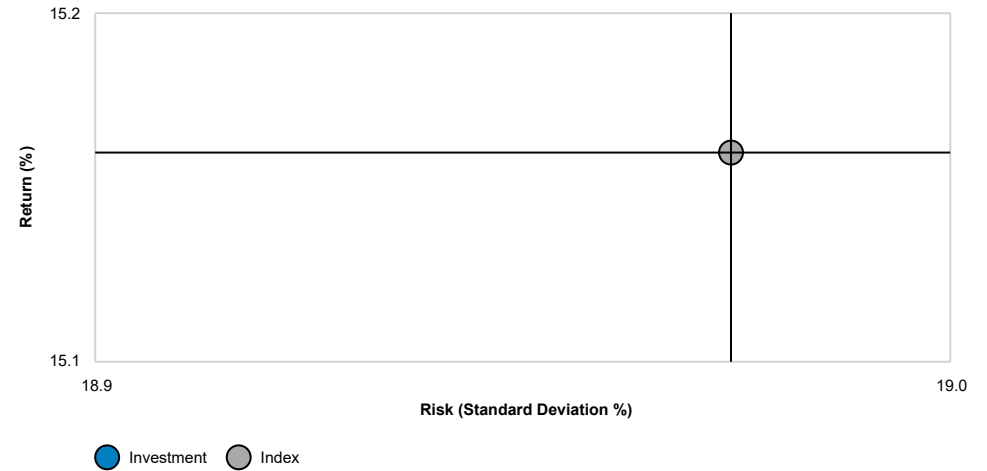 15.2
Return (%)
15.1
18.9
19.0
Risk (Standard Deviation %)
Investment
Index